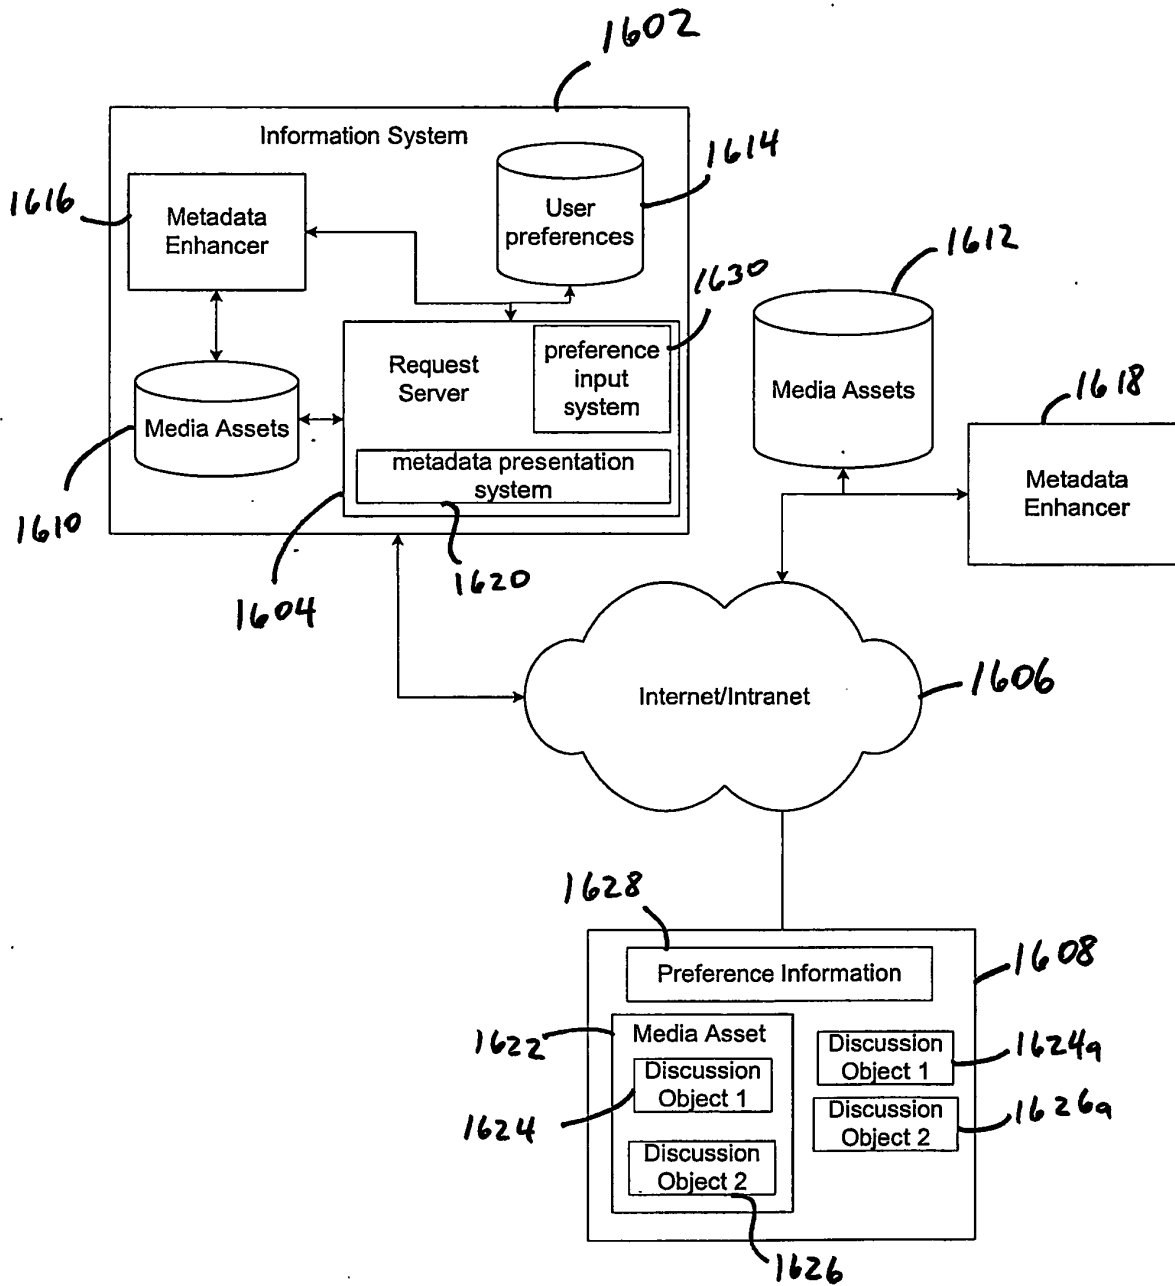 1602
Information System
1614
1616
Metadata
Enhancer
User
preferences
1612
1630
Request
Server
preference
input
system
Media Assets
1618
Media Assets
metadata presentation
system
Metadata
Enhancer
1610
1620
1604
Internet/Intranet
1606
1628
Preference Information
1608
1622
Media Asset
Discussion
Object 1
1624a
Discussion
Object 1
1624
Discussion
Object 2
1626a
Discussion
Object 2
1626